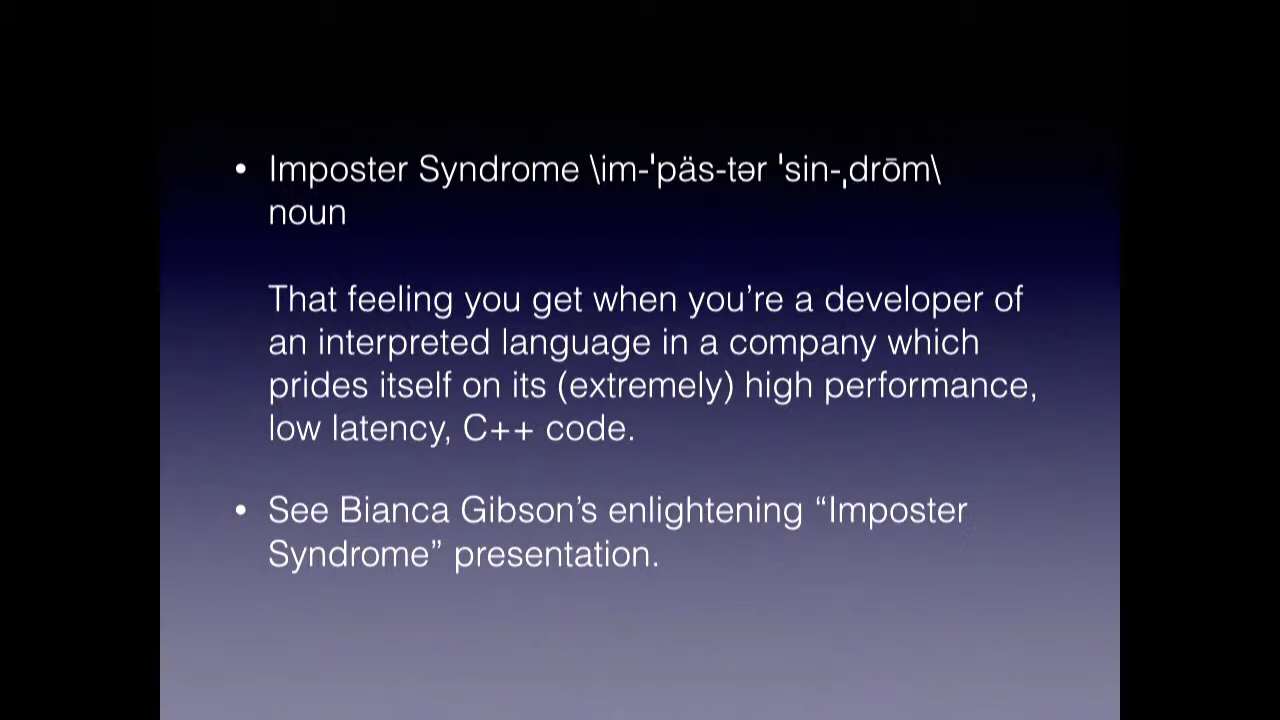 • Imposter Syndrome \im-ˈpäs-tər ˈsin-ˌdrōm\
noun
That feeling you get when you’re a developer of
an interpreted language in a company which
prides itself on its (extremely) high performance,
low latency, C++ code.
• See Bianca Gibson’s enlightening “Imposter
Syndrome” presentation.